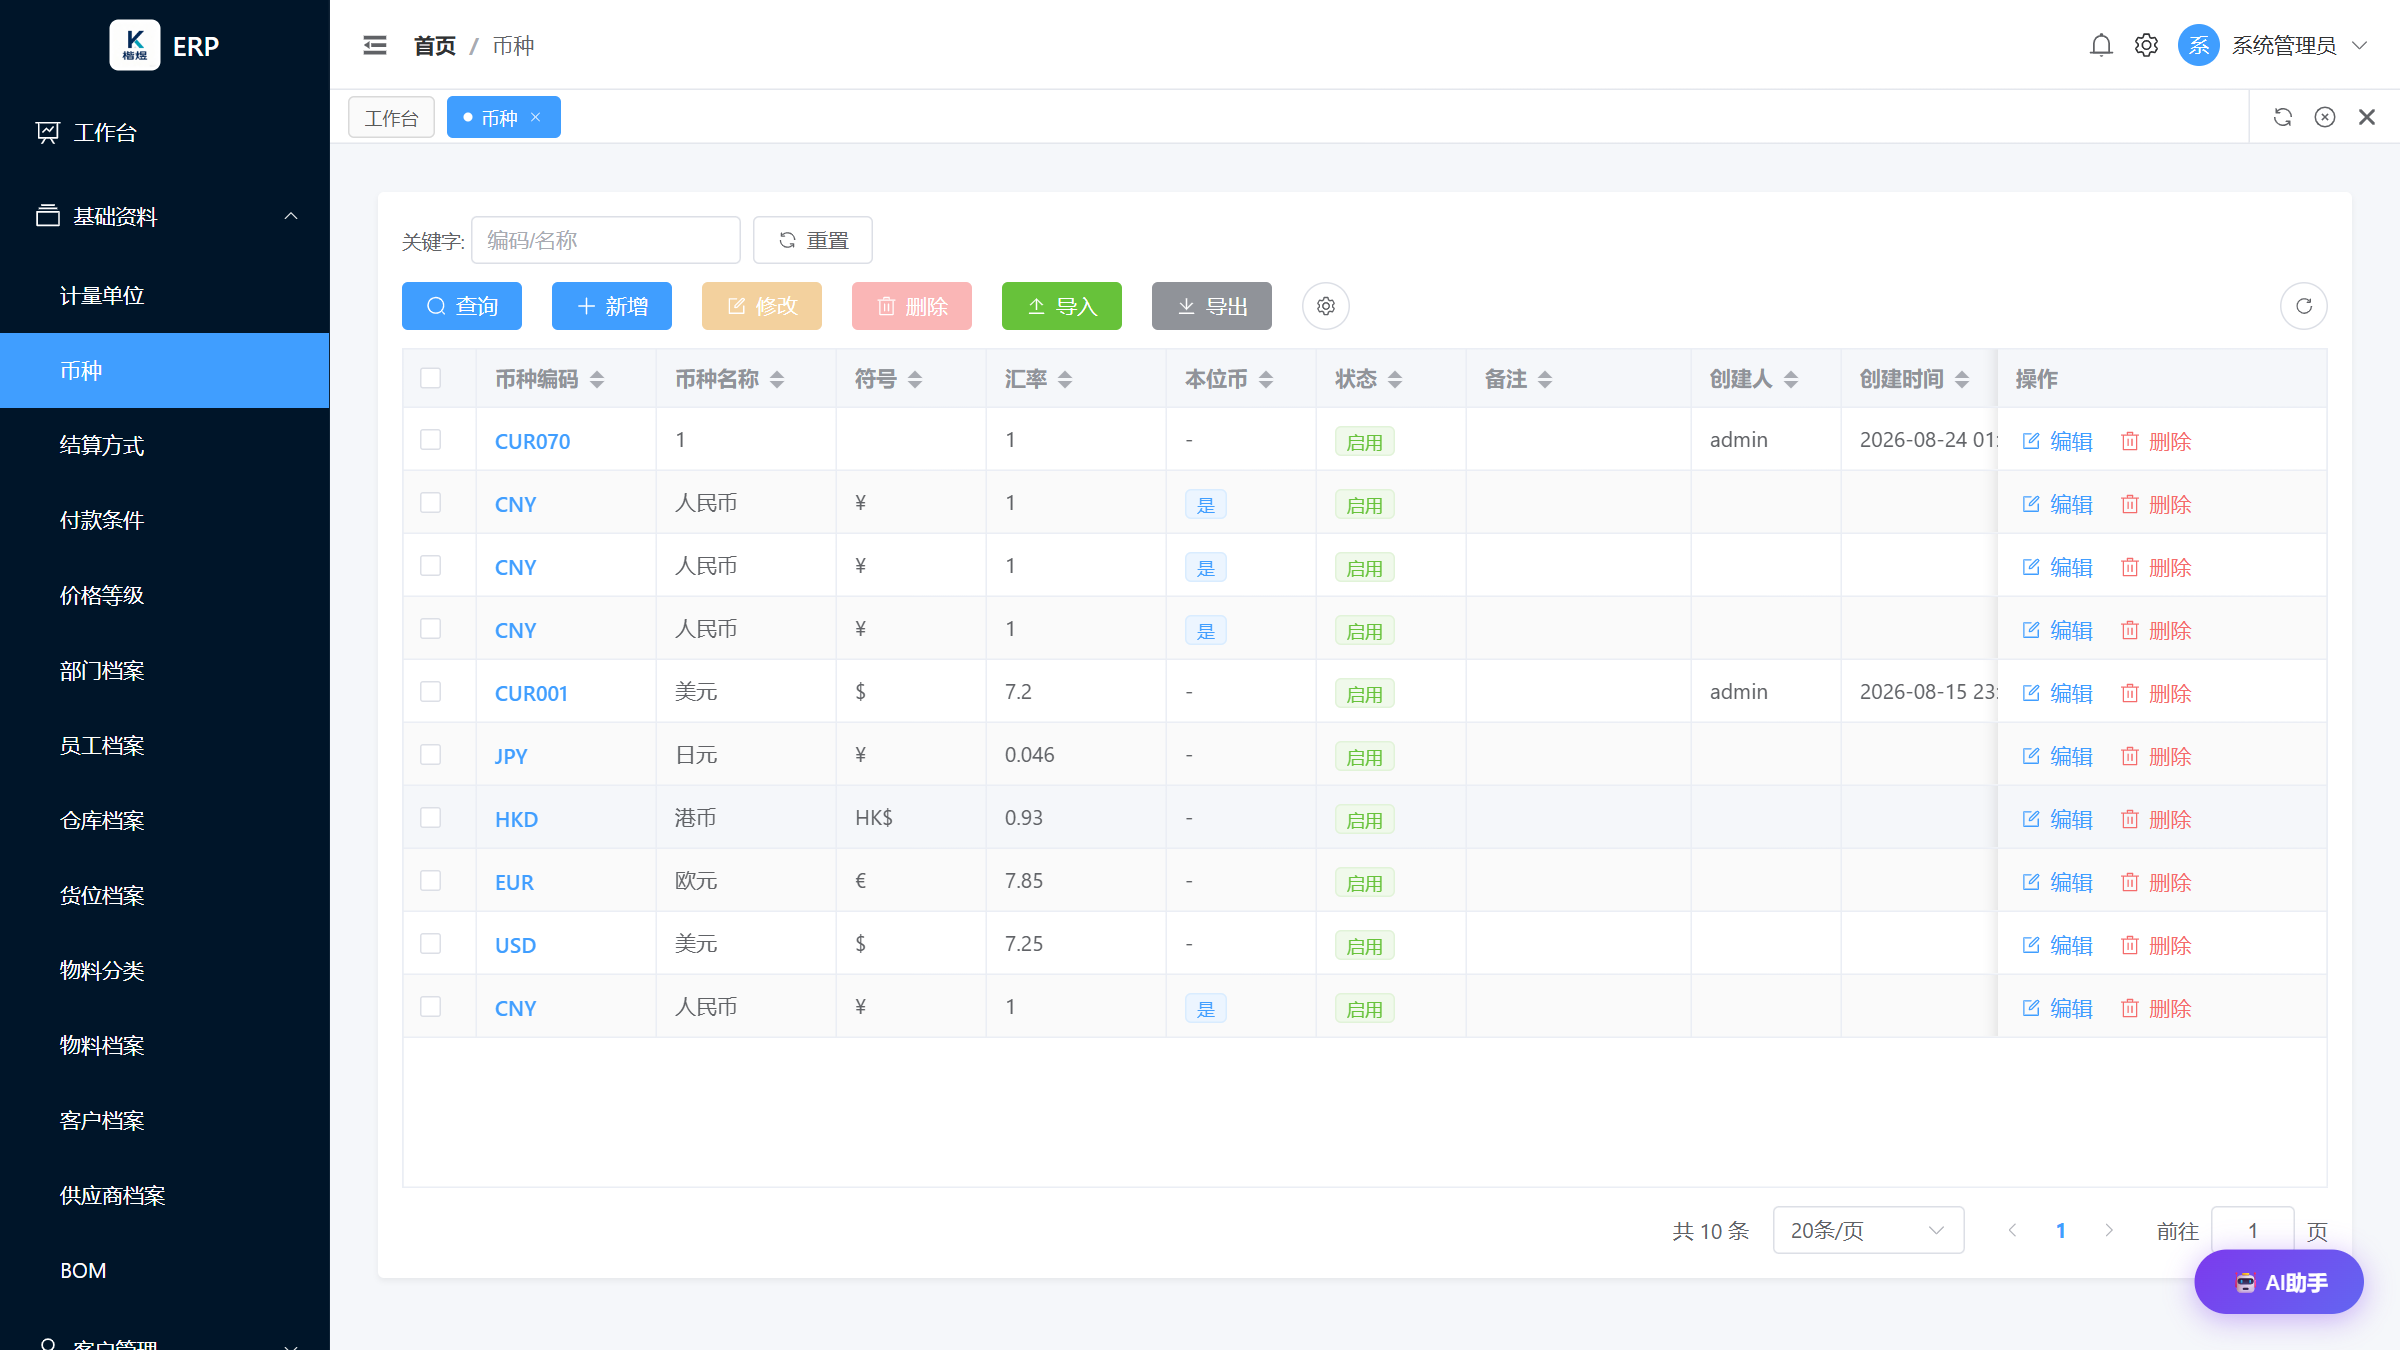 K
楷煜
ERP
首页 / 币种
系
系统管理员
工作台
币种
工作台
基础资料
计量单位
币种
结算方式
付款条件
价格等级
部门档案
员工档案
仓库档案
货位档案
物料分类
物料档案
客户档案
供应商档案
BOM
客户管理
关键字: 编码/名称 重置
查询 新增 修改 删除 导入 导出
币种编码 币种名称 符号 汇率 本位币 状态 备注 创建人 创建时间 操作
CUR070 1 1 - 启用 admin 2026-08-24 01: 编辑 删除
CNY 人民币 ¥ 1 是 启用 编辑 删除
CNY 人民币 ¥ 1 是 启用 编辑 删除
CNY 人民币 ¥ 1 是 启用 编辑 删除
CUR001 美元 $ 7.2 - 启用 admin 2026-08-15 23: 编辑 删除
JPY 日元 ¥ 0.046 - 启用 编辑 删除
HKD 港币 HK$ 0.93 - 启用 编辑 删除
EUR 欧元 € 7.85 - 启用 编辑 删除
USD 美元 $ 7.25 - 启用 编辑 删除
CNY 人民币 ¥ 1 是 启用 编辑 删除
共 10 条 20条/页 1 前往 1 页
AI助手